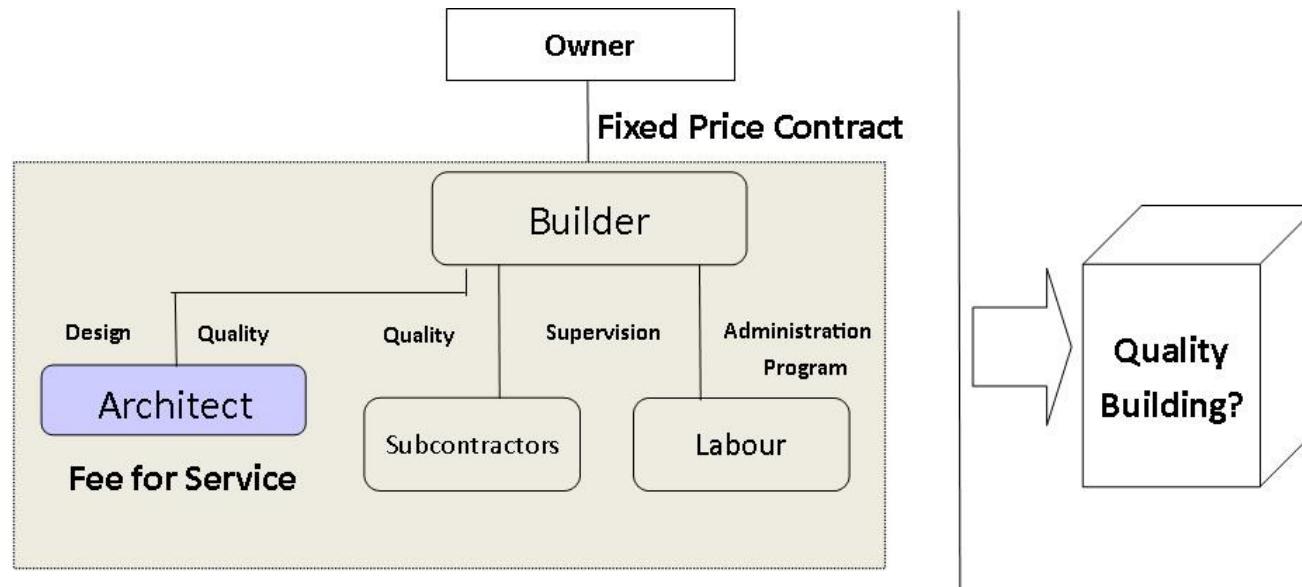 Owner
Fixed Price Contract
Builder
Design
Quality
Quality
Supervision
Administration
Program
Architect
Subcontractors
Labour
Fee for Service
Quality
Building?